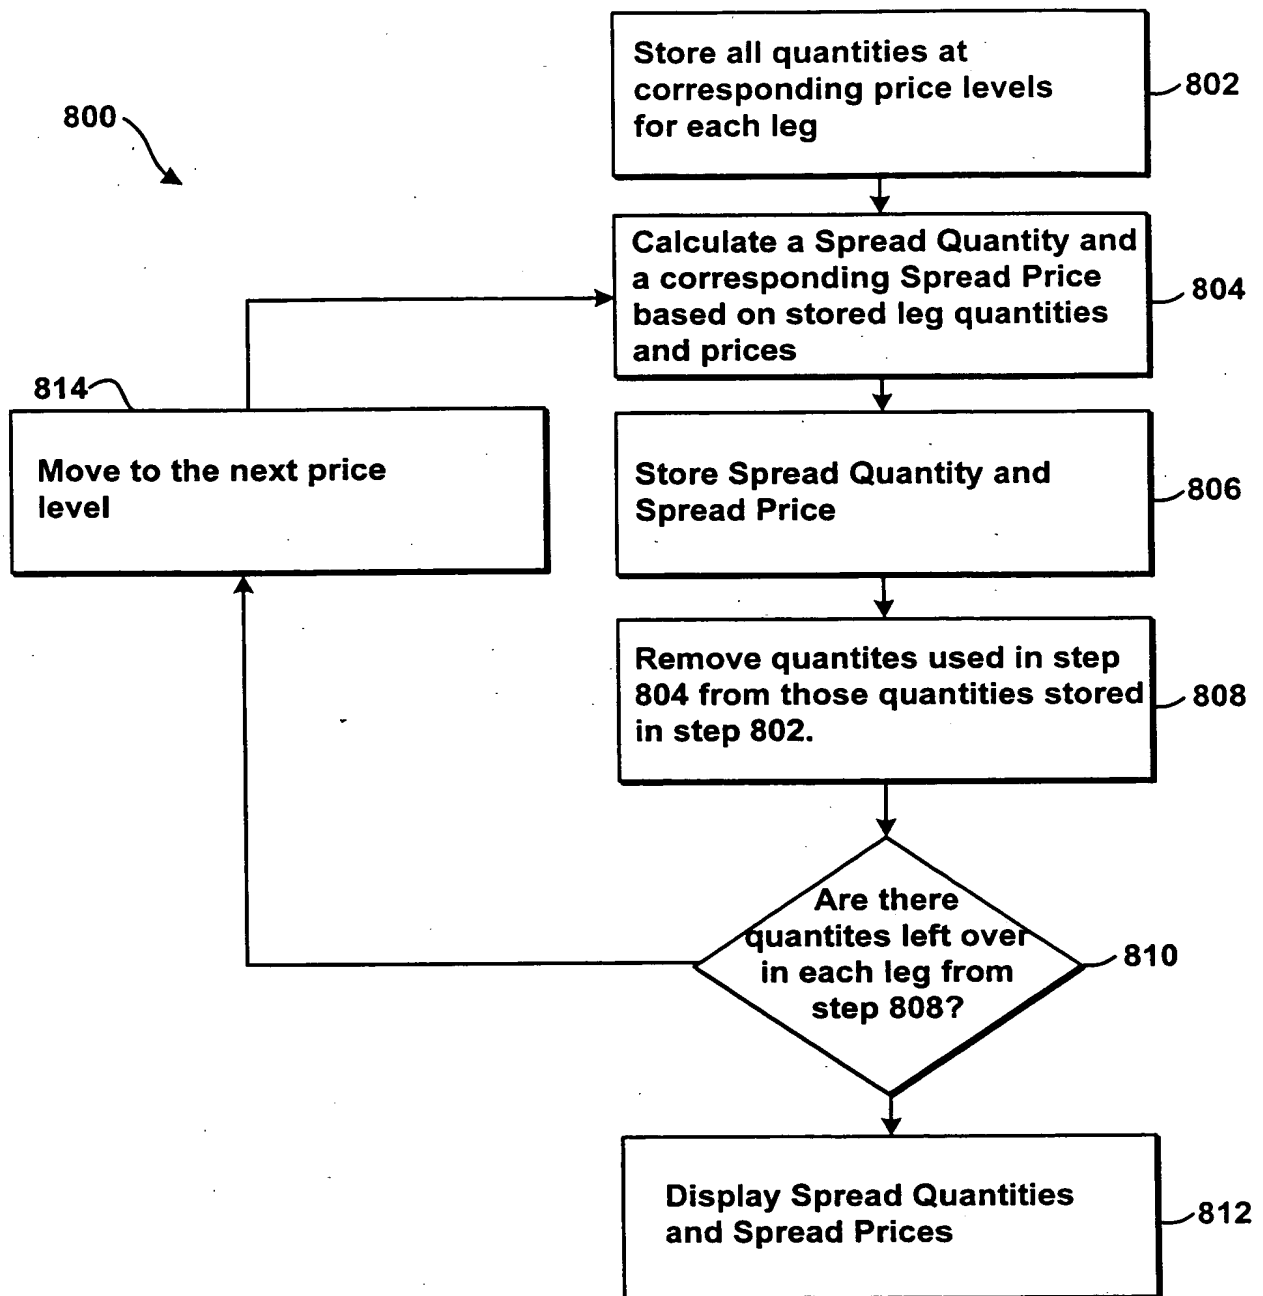 800
Store all quantities at
corresponding price levels
for each leg
802
Calculate a Spread Quantity and
a corresponding Spread Price
based on stored leg quantities
and prices
804
814
Move to the next price
level
Store Spread Quantity and
Spread Price
806
Remove quantites used in step
804 from those quantities stored
in step 802.
808
Are there
quantites left over
in each leg from
step 808?
810
Display Spread Quantities
and Spread Prices
812